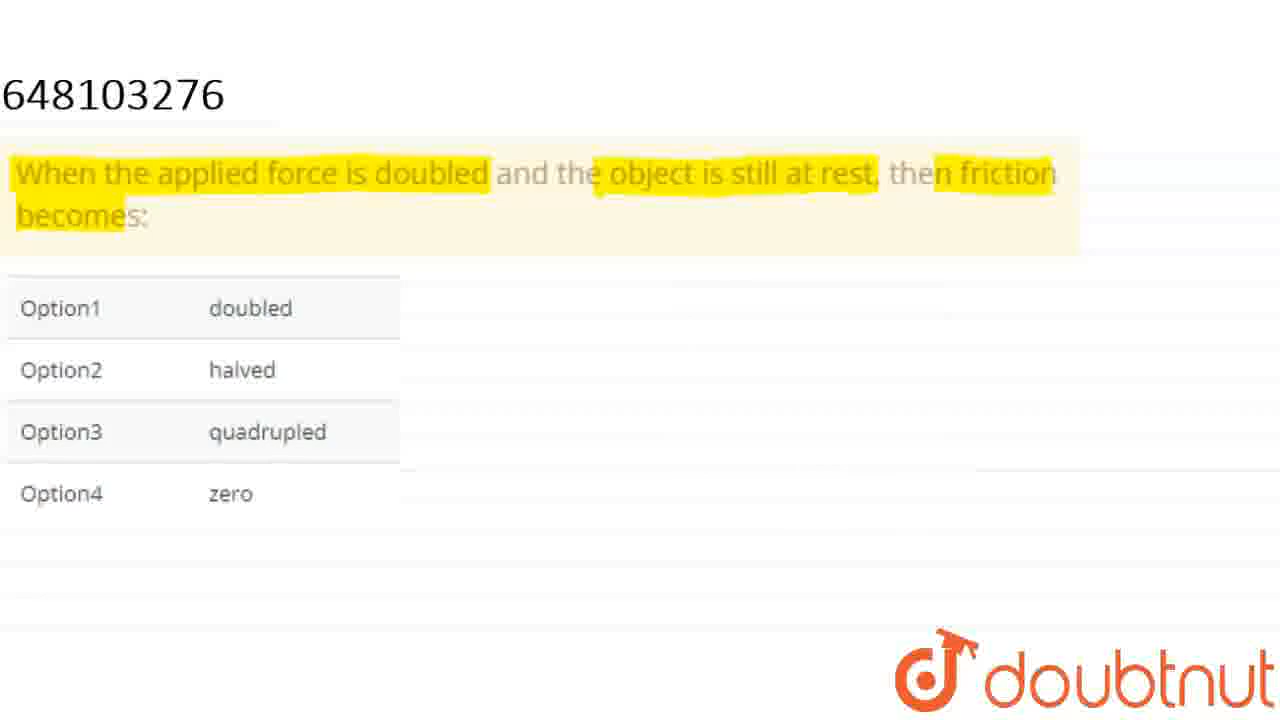 648103276
When the applied force is doubled and the object is still at rest, then friction
becomes:
Option1 doubled
Option2 halved
Option3 quadrupled
Option4 zero
doubtnut